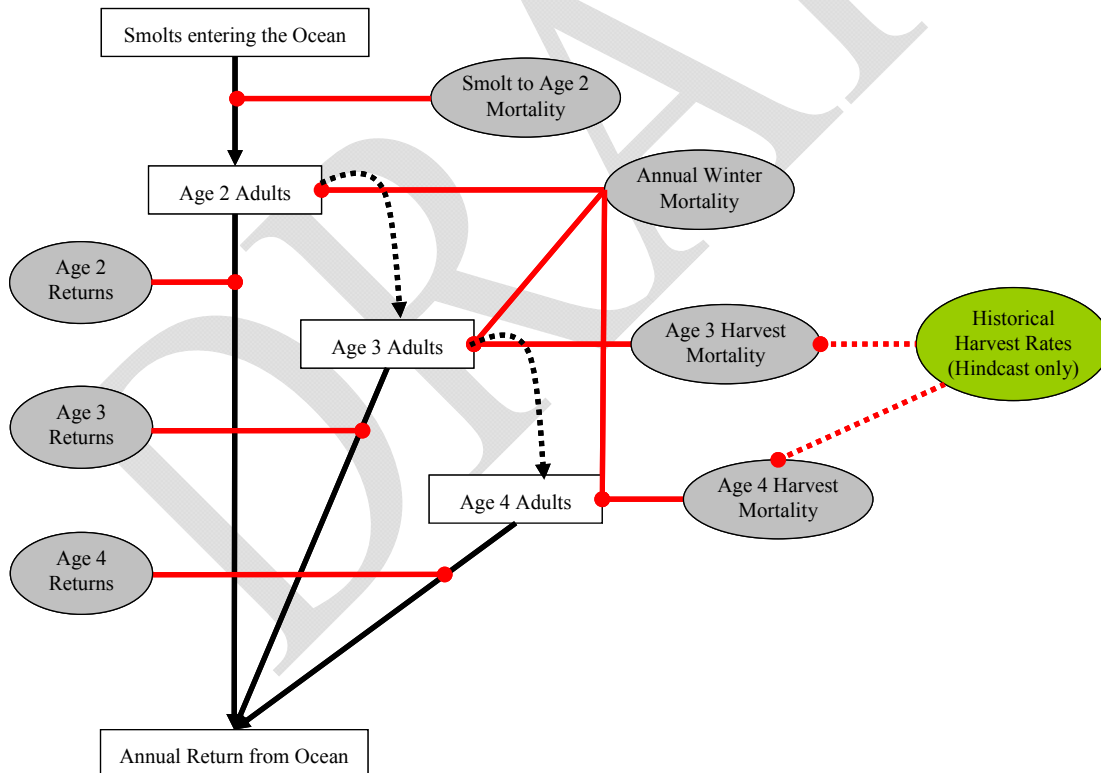 Smolts entering the Ocean
Smolt to Age 2
Mortality
Age 2 Adults
Annual Winter
Mortality
Age 2
Returns
Age 3 Adults
Age 3 Harvest
Mortality
Historical
Harvest Rates
(Hindcast only)
Age 3
Returns
Age 4 Adults
Age 4 Harvest
Mortality
Age 4
Returns
Annual Return from Ocean
DRA